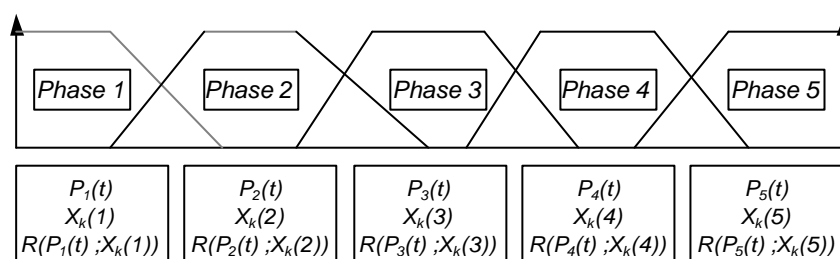 Phase 1
Phase 2
Phase 3
Phase 4
Phase 5
P1(t)
Xk(1)
R(P1(t) ;Xk(1))
P2(t)
Xk(2)
R(P2(t) ;Xk(2))
P3(t)
Xk(3)
R(P3(t) ;Xk(3))
P4(t)
Xk(4)
R(P4(t) ;Xk(4))
P5(t)
Xk(5)
R(P5(t) ;Xk(5))